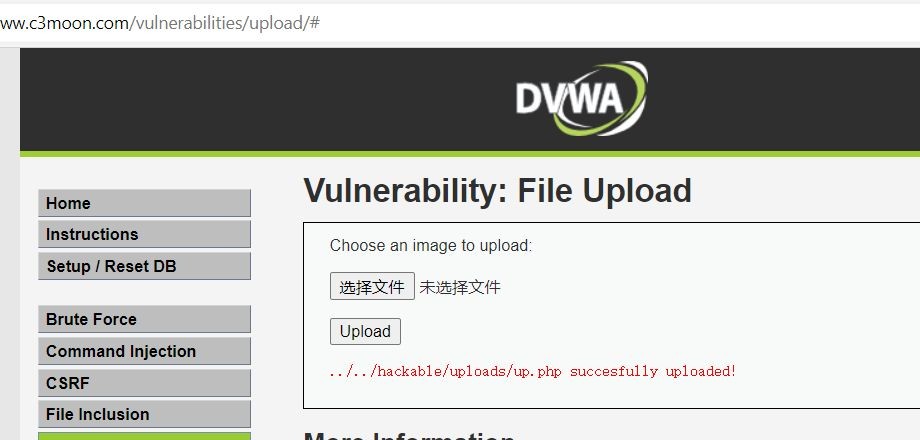 ww.c3moon.com/vulnerabilities/upload/#
DVWA
Home
Instructions
Setup / Reset DB
Brute Force
Command Injection
CSRF
File Inclusion
Vulnerability: File Upload
Choose an image to upload:
选择文件 未选择文件
Upload
../../hackable/uploads/up.php succesfully uploaded!
More Information